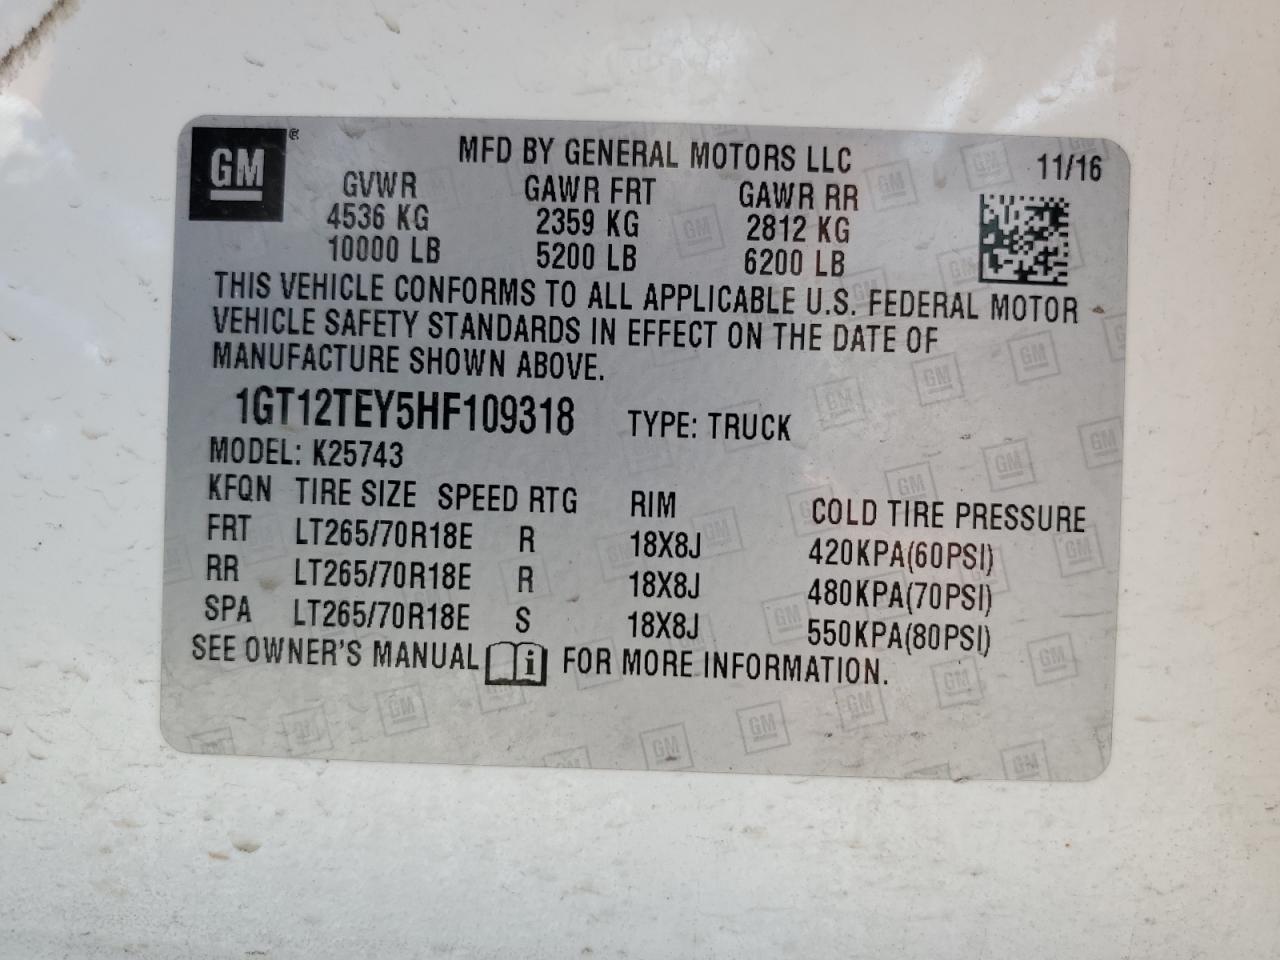 GM
MFD BY GENERAL MOTORS LLC 11/16
GVWR GAWR FRT GAWR RR
4536 KG 2359 KG 2812 KG
10000 LB 5200 LB 6200 LB
THIS VEHICLE CONFORMS TO ALL APPLICABLE U.S. FEDERAL MOTOR
VEHICLE SAFETY STANDARDS IN EFFECT ON THE DATE OF
MANUFACTURE SHOWN ABOVE.
1GT12TEY5HF109318 TYPE: TRUCK
MODEL: K25743
KFQN TIRE SIZE SPEED RTG RIM COLD TIRE PRESSURE
FRT LT265/70R18E R 18X8J 420KPA(60PSI)
RR LT265/70R18E R 18X8J 480KPA(70PSI)
SPA LT265/70R18E S 18X8J 550KPA(80PSI)
SEE OWNER'S MANUAL i FOR MORE INFORMATION.